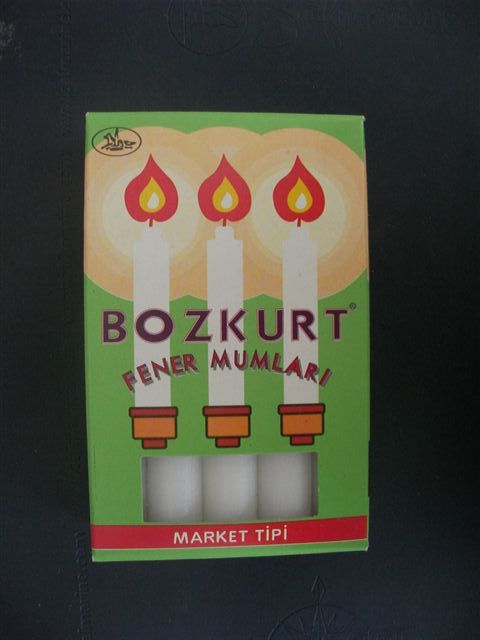 BOZKURT®
FENER MUMLARI
MARKET TİPİ